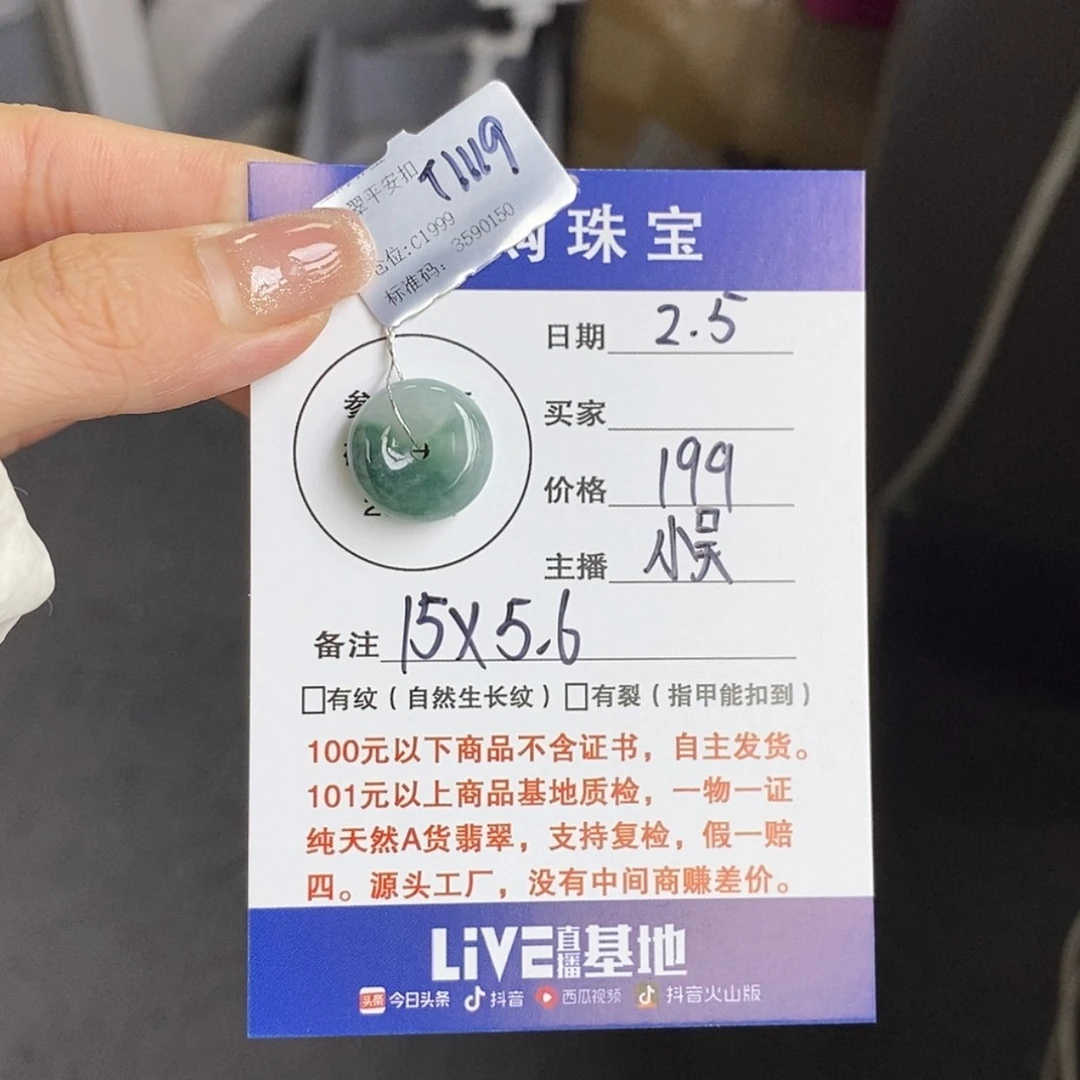 T1119
翠平安扣
仓位:C1999
标准码: 3590150
购珠宝
日期 2.5
买家
价格 199
主播 小吴
备注 15X5.6
□有纹(自然生长纹) □有裂(指甲能扣到)
100元以下商品不含证书，自主发货。
101元以上商品基地质检，一物一证
纯天然A货翡翠，支持复检，假一赔
四。源头工厂，没有中间商赚差价。
LiVE直播基地
头条 今日头条 抖音 西瓜视频 抖音火山版